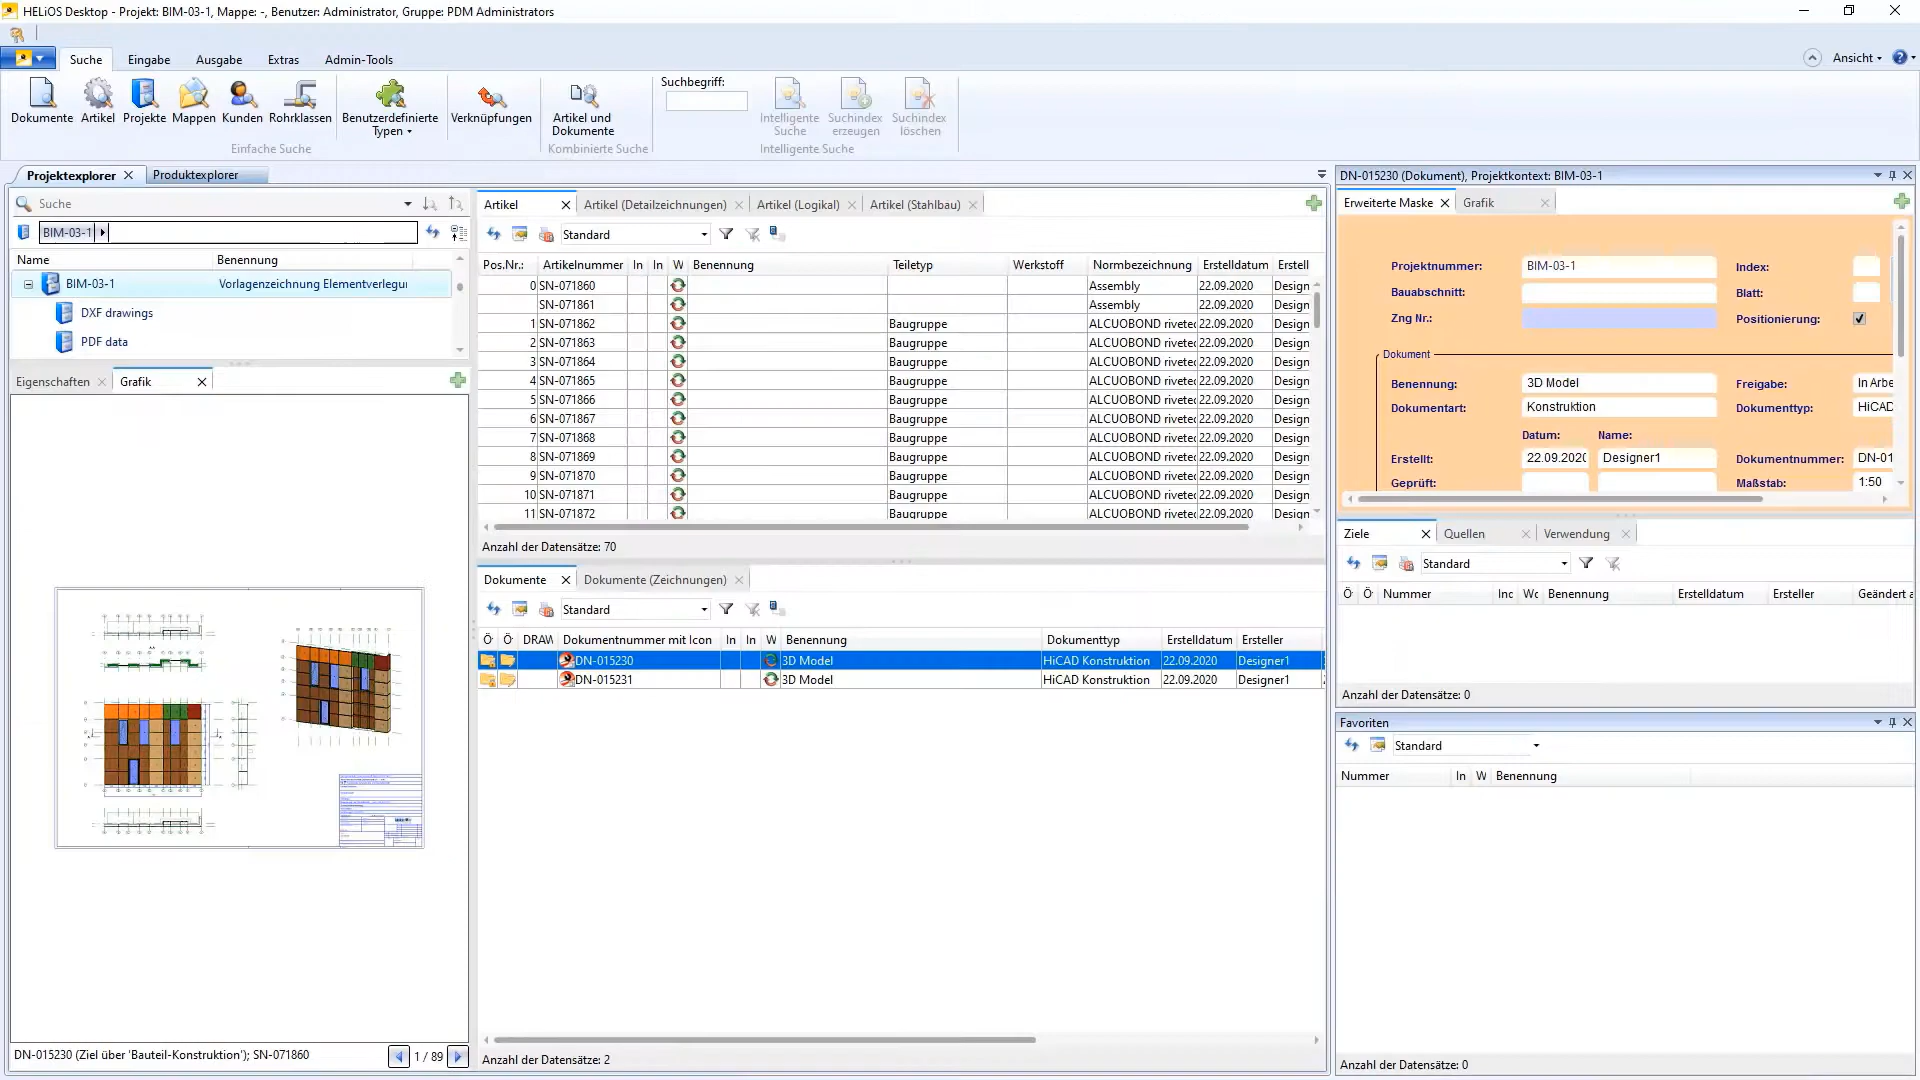 HELiOS Desktop - Projekt: BIM-03-1, Mappe: -, Benutzer: Administrator, Gruppe: PDM Administrators
Suche Eingabe Ausgabe Extras Admin-Tools Ansicht
Dokumente Artikel Projekte Mappen Kunden Rohrklassen Benutzerdefinierte Typen Verknüpfungen Artikel und Dokumente Suchbegriff: Intelligente Suche Suchindex erzeugen Suchindex löschen
Einfache Suche Kombinierte Suche Intelligente Suche
Projektexplorer Produktexplorer
Suche
BIM-03-1
Name Benennung
BIM-03-1 Vorlagenzeichnung Elementverlegu
DXF drawings
PDF data
Eigenschaften Grafik
DN-015230 (Ziel über 'Bauteil-Konstruktion'); SN-071860 1 / 89
Artikel Artikel (Detailzeichnungen) Artikel (Logikal) Artikel (Stahlbau)
Standard
Pos.Nr.: Artikelnummer In In W Benennung Teiletyp Werkstoff Normbezeichnung Erstelldatum Erstell
0 SN-071860 Assembly 22.09.2020 Design
SN-071861 Assembly 22.09.2020 Design
1 SN-071862 Baugruppe ALCUOBOND rivetec 22.09.2020 Design
2 SN-071863 Baugruppe ALCUOBOND rivetec 22.09.2020 Design
3 SN-071864 Baugruppe ALCUOBOND rivetec 22.09.2020 Design
4 SN-071865 Baugruppe ALCUOBOND rivetec 22.09.2020 Design
5 SN-071866 Baugruppe ALCUOBOND rivetec 22.09.2020 Design
6 SN-071867 Baugruppe ALCUOBOND rivetec 22.09.2020 Design
7 SN-071868 Baugruppe ALCUOBOND rivetec 22.09.2020 Design
8 SN-071869 Baugruppe ALCUOBOND rivetec 22.09.2020 Design
9 SN-071870 Baugruppe ALCUOBOND rivetec 22.09.2020 Design
10 SN-071871 Baugruppe ALCUOBOND rivetec 22.09.2020 Design
11 SN-071872 Baugruppe ALCUOBOND rivetec 22.09.2020 Design
Anzahl der Datensätze: 70
Dokumente Dokumente (Zeichnungen)
Standard
Ö Ö DRAW Dokumentnummer mit Icon In In W Benennung Dokumenttyp Erstelldatum Ersteller
DN-015230 3D Model HiCAD Konstruktion 22.09.2020 Designer1
DN-015231 3D Model HiCAD Konstruktion 22.09.2020 Designer1
Anzahl der Datensätze: 2
DN-015230 (Dokument), Projektkontext: BIM-03-1
Erweiterte Maske Grafik
Projektnummer: BIM-03-1 Index:
Bauabschnitt: Blatt:
Zng Nr.: Positionierung:
Dokument
Benennung: 3D Model Freigabe: In Arbe
Dokumentart: Konstruktion Dokumenttyp: HiCAD
Datum: Name:
Erstellt: 22.09.2020 Designer1 Dokumentnummer: DN-01
Geprüft: Maßstab: 1:50
Ziele Quellen Verwendung
Standard
Ö Ö Nummer Inc Wc Benennung Erstelldatum Ersteller Geändert a
Anzahl der Datensätze: 0
Favoriten
Standard
Nummer In W Benennung
Anzahl der Datensätze: 0